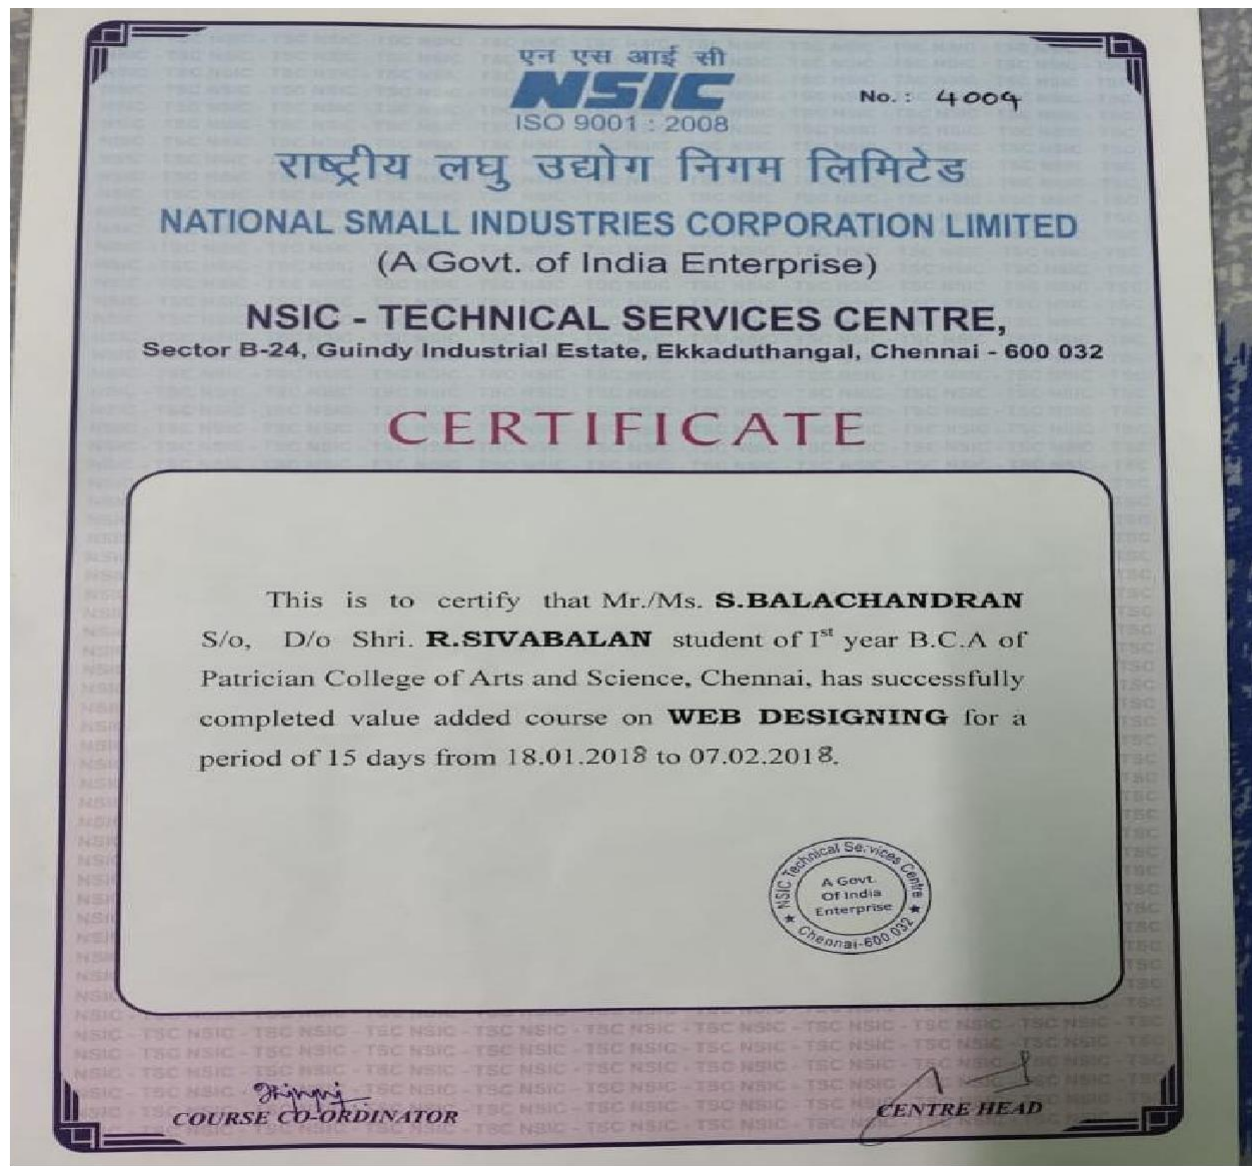 एन एस आई सी
NSIC
No. : 4009
ISO 9001 : 2008
राष्ट्रीय लघु उद्योग निगम लिमिटेड
NATIONAL SMALL INDUSTRIES CORPORATION LIMITED
(A Govt. of India Enterprise)
NSIC - TECHNICAL SERVICES CENTRE,
Sector B-24, Guindy Industrial Estate, Ekkaduthangal, Chennai - 600 032
CERTIFICATE
This is to certify that Mr./Ms. S.BALACHANDRAN
S/o, D/o Shri. R.SIVABALAN student of Ist year B.C.A of
Patrician College of Arts and Science, Chennai, has successfully
completed value added course on WEB DESIGNING for a
period of 15 days from 18.01.2018 to 07.02.2018.
NSIC Technical Services Centre
A Govt.
Of India
Enterprise
★ Chennai-600 032 ★
COURSE CO-ORDINATOR
CENTRE HEAD